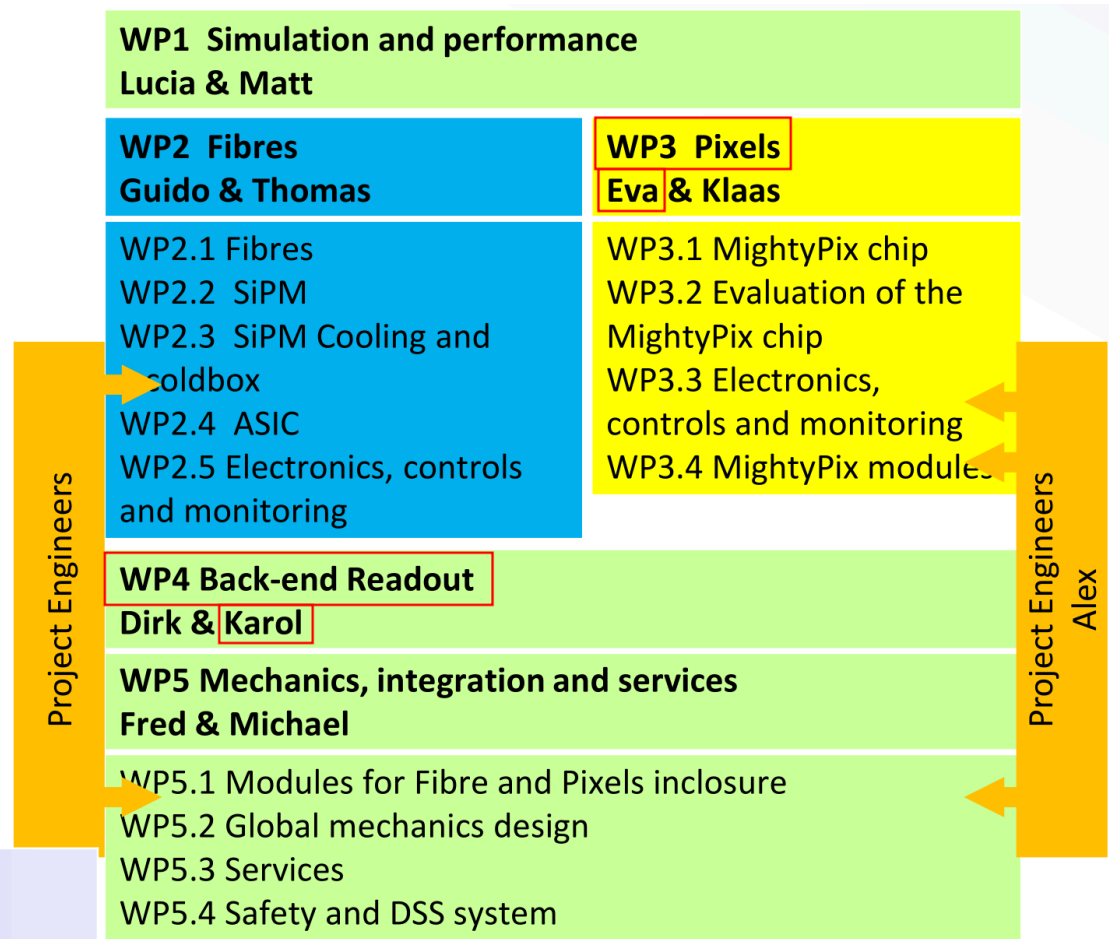 WP1 Simulation and performance
Lucia & Matt
WP2 Fibres
Guido & Thomas
WP2.1 Fibres
WP2.2 SiPM
WP2.3 SiPM Cooling and
oldbox
WP2.4 ASIC
WP2.5 Electronics, controls
and monitoring
WP3 Pixels
Eva & Klaas
WP3.1 MightyPix chip
WP3.2 Evaluation of the
MightyPix chip
WP3.3 Electronics,
controls and monitoring
WP3.4 MightyPix modules
WP4 Back-end Readout
Dirk & Karol
WP5 Mechanics, integration and services
Fred & Michael
WP5.1 Modules for Fibre and Pixels inclosure
WP5.2 Global mechanics design
WP5.3 Services
WP5.4 Safety and DSS system
Project Engineers
Project Engineers
Alex